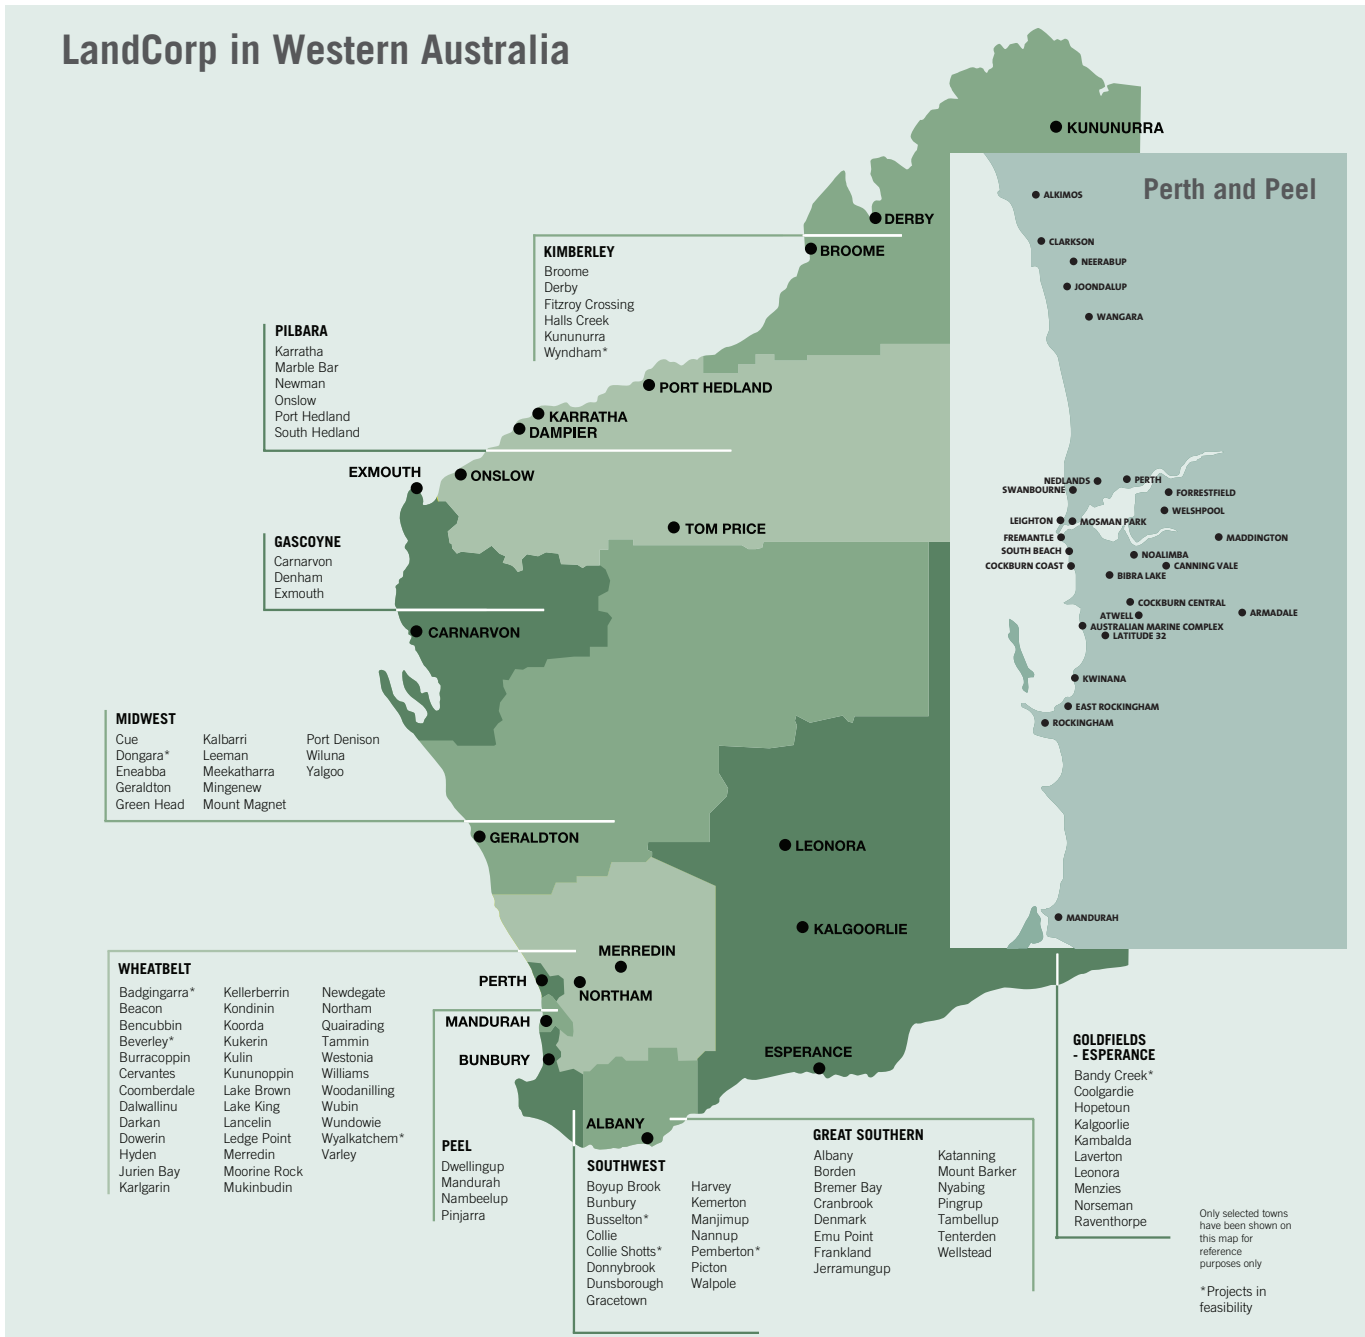 LandCorp in Western Australia
KUNUNURRA
DERBY
BROOME
KIMBERLEY
Broome
Derby
Fitzroy Crossing
Halls Creek
Kununurra
Wyndham*
PILBARA
Karratha
Marble Bar
Newman
Onslow
Port Hedland
South Hedland
PORT HEDLAND
KARRATHA
DAMPIER
EXMOUTH
ONSLOW
TOM PRICE
GASCOYNE
Carnarvon
Denham
Exmouth
CARNARVON
MIDWEST
Cue
Dongara*
Eneabba
Geraldton
Green Head
Kalbarri
Leeman
Meekatharra
Mingenew
Mount Magnet
Port Denison
Wiluna
Yalgoo
GERALDTON
LEONORA
KALGOORLIE
MERREDIN
PERTH
NORTHAM
MANDURAH
BUNBURY
ESPERANCE
ALBANY
WHEATBELT
Badgingarra*
Beacon
Bencubbin
Beverley*
Burracoppin
Cervantes
Coomberdale
Dalwallinu
Darkan
Dowerin
Hyden
Jurien Bay
Karlgarin
Kellerberrin
Kondinin
Koorda
Kukerin
Kulin
Kununoppin
Lake Brown
Lake King
Lancelin
Ledge Point
Merredin
Moorine Rock
Mukinbudin
Newdegate
Northam
Quairading
Tammin
Westonia
Williams
Woodanilling
Wubin
Wundowie
Wyalkatchem*
Varley
PEEL
Dwellingup
Mandurah
Nambeelup
Pinjarra
SOUTHWEST
Boyup Brook
Bunbury
Busselton*
Collie
Collie Shotts*
Donnybrook
Dunsborough
Gracetown
Harvey
Kemerton
Manjimup
Nannup
Pemberton*
Picton
Walpole
GREAT SOUTHERN
Albany
Borden
Bremer Bay
Cranbrook
Denmark
Emu Point
Frankland
Jerramungup
Katanning
Mount Barker
Nyabing
Pingrup
Tambellup
Tenterden
Wellstead
GOLDFIELDS
- ESPERANCE
Bandy Creek*
Coolgardie
Hopetoun
Kalgoorlie
Kambalda
Laverton
Leonora
Menzies
Norseman
Raventhorpe
Only selected towns
have been shown on
this map for
reference
purposes only
*Projects in
feasibility
Perth and Peel
ALKIMOS
CLARKSON
NEERABUP
JOONDALUP
WANGARA
NEDLANDS
PERTH
SWANBOURNE
FORRESTFIELD
WELSHPOOL
LEIGHTON
MOSMAN PARK
FREMANTLE
MADDINGTON
SOUTH BEACH
NOALIMBA
COCKBURN COAST
CANNING VALE
BIBRA LAKE
COCKBURN CENTRAL
ATWELL
ARMADALE
AUSTRALIAN MARINE COMPLEX
LATITUDE 32
KWINANA
EAST ROCKINGHAM
ROCKINGHAM
MANDURAH